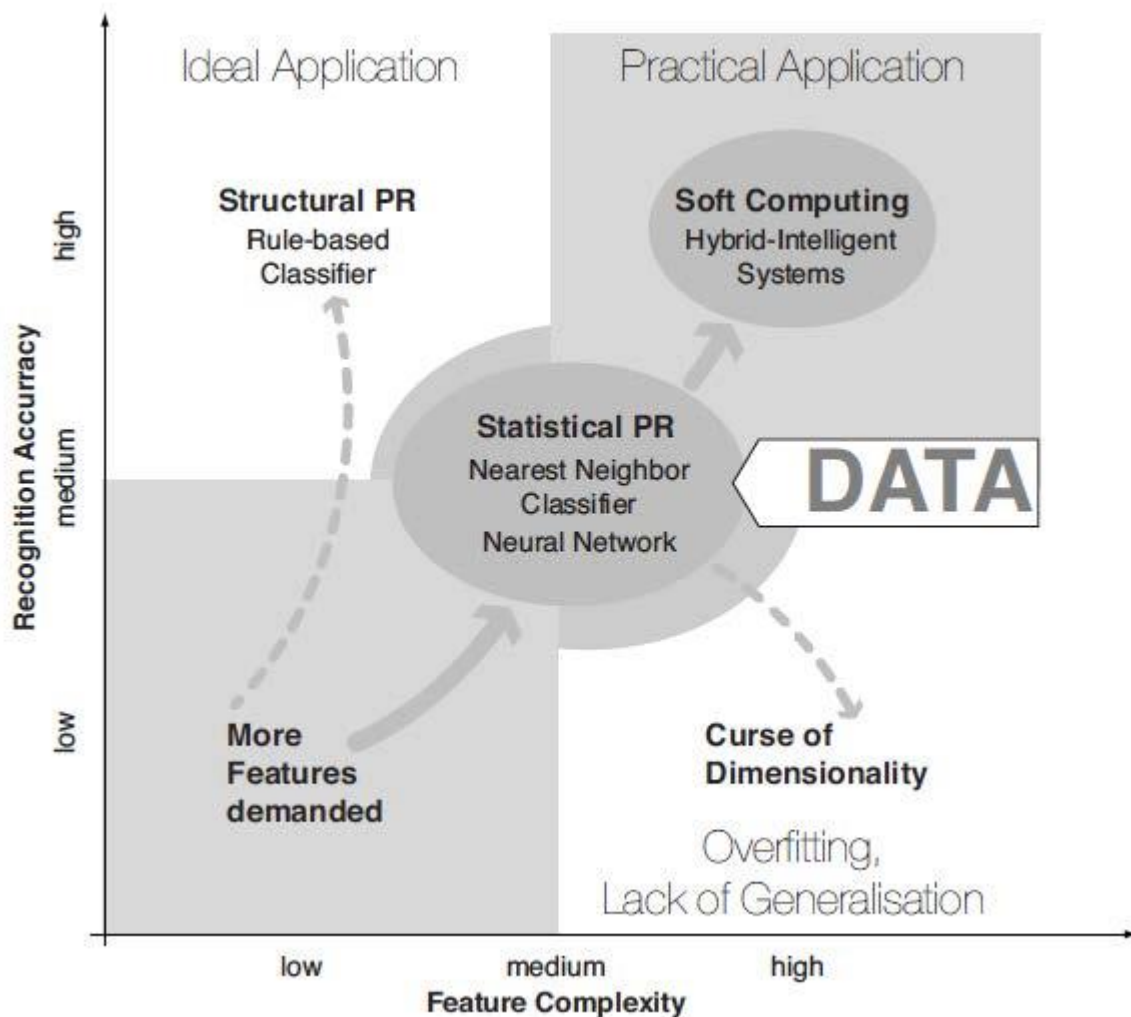 Ideal Application
Practical Application
Structural PR
Rule-based
Classifier
Soft Computing
Hybrid-Intelligent
Systems
Statistical PR
Nearest Neighbor
Classifier
Neural Network
DATA
More
Features
demanded
Curse of
Dimensionality
Overfitting,
Lack of Generalisation
Recognition Accurracy
high
medium
low
low
medium
high
Feature Complexity